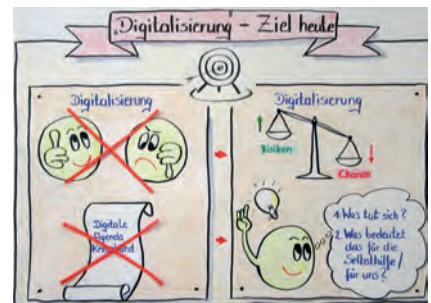 „Digitalisierung" - Ziel heute
Digitalisierung
Digitale
Agenda
Digitalisierung
Risiken
Chancen
1. Was tut sich?
2. Was bedeutet
das für die
Selbsthilfe/
für uns?